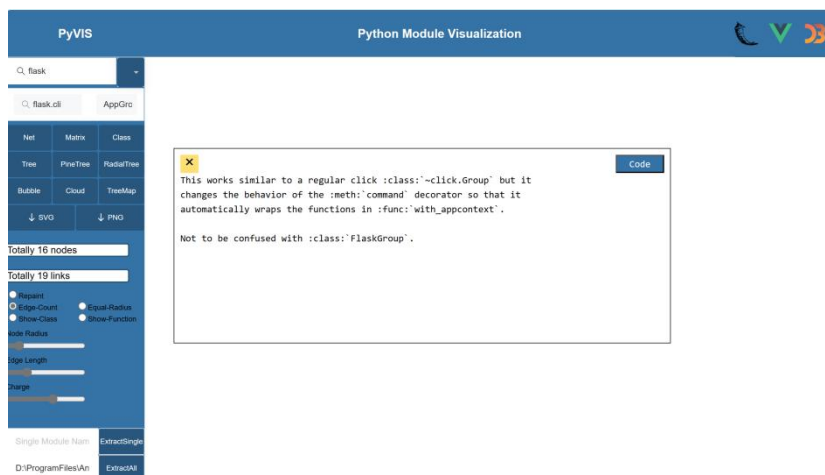 PyVIS
Python Module Visualization
flask
flask.cli
AppGrc
Net Matrix Class
Tree PineTree RadialTree
Bubble Cloud TreeMap
↓ SVG ↓ PNG
Totally 16 nodes
Totally 19 links
Repaint
Edge-Count Equal-Radius
Show-Class Show-Function
Node Radius
Edge Length
Charge
Single Module Nam ExtractSingle
D:\ProgramFiles\An ExtractAll
× Code
This works similar to a regular click :class:`~click.Group` but it
changes the behavior of the :meth:`command` decorator so that it
automatically wraps the functions in :func:`with_appcontext`.
Not to be confused with :class:`FlaskGroup`.